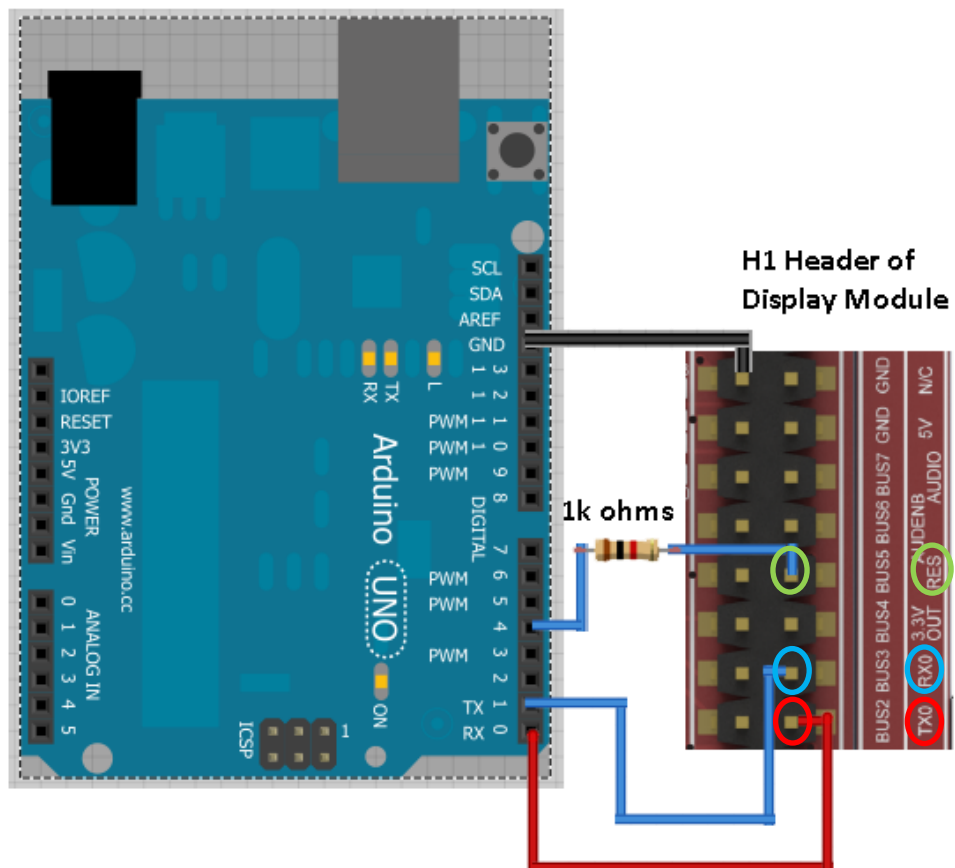 H1 Header of
Display Module
SCL
SDA
AREF
GND
13
12
PWM 11
PWM 10
PWM 9
8
DIGITAL
7
PWM 6
PWM 5
4
PWM 3
2
TX 1
RX 0
RX
TX
L
Arduino
UNO
ON
ICSP
1
www.arduino.cc
IOREF
RESET
3V3
5V
Gnd
Vin
POWER
0
1
2
3
4
5
ANALOG IN
1k ohms
GND
GND
BUS7
BUS6
BUS5
BUS4
BUS3
BUS2
N/C
5V
AUDIO
AUDENB
RES
3.3V
OUT
RX0
TX0